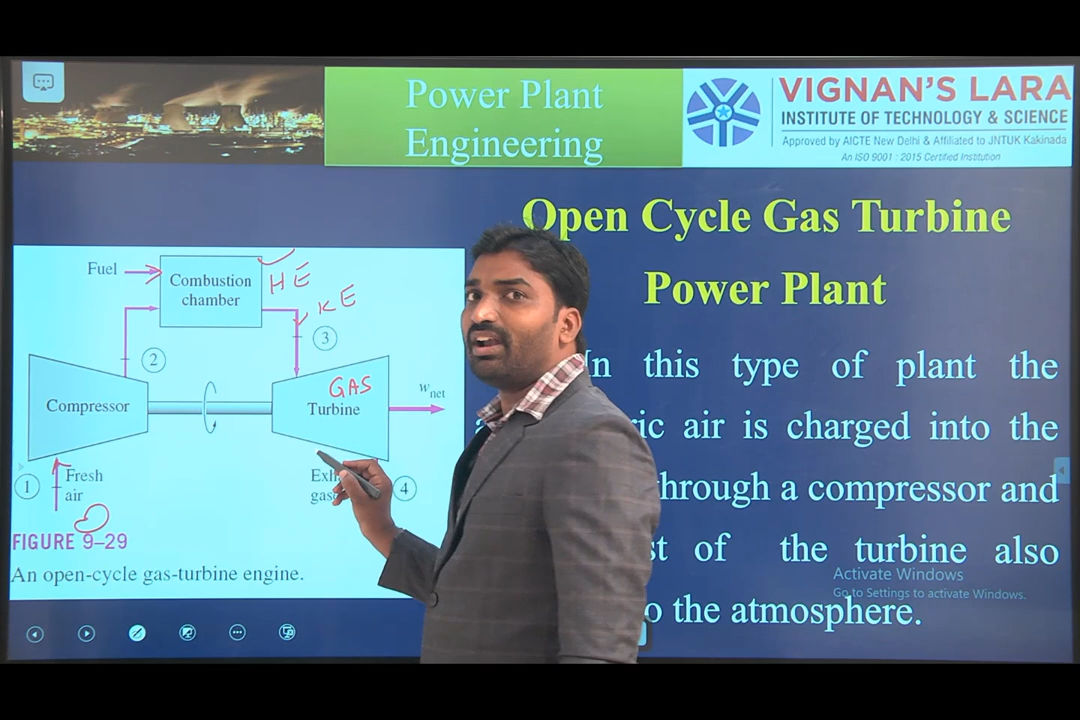 Power Plant
Engineering
VIGNAN'S LARA
INSTITUTE OF TECHNOLOGY & SCIENCE
Approved by AICTE New Delhi & Affiliated to JNTUK Kakinada
An ISO 9001 : 2015 Certified Institution
Open Cycle Gas Turbine
Power Plant
Fuel
Combustion
chamber
HE
KE
2
3
Compressor
GAS
Turbine
wnet
1
Fresh
air
4
FIGURE 9–29
An open-cycle gas-turbine engine.
In this type of plant the
air is charged into the
through a compressor and
of the turbine also
to the atmosphere.
Activate Windows
Go to Settings to activate Windows.